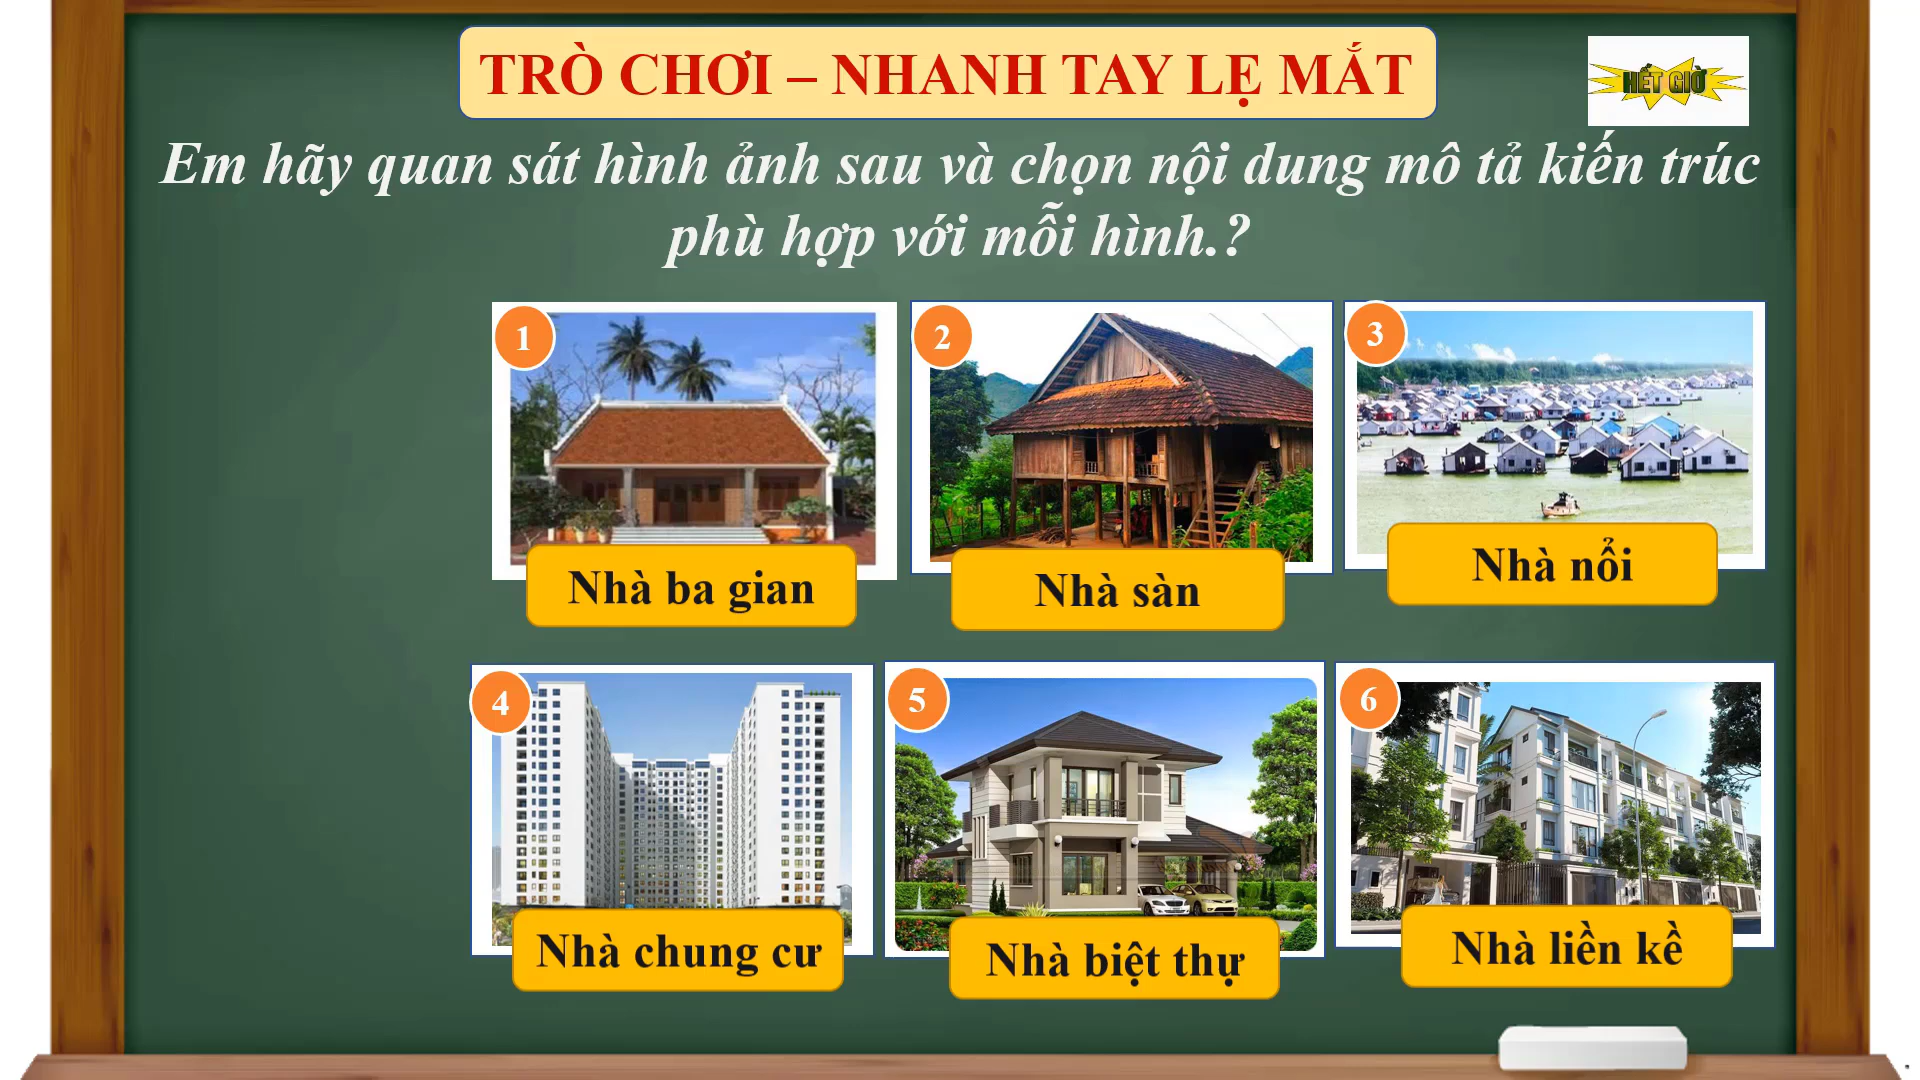 TRÒ CHƠI – NHANH TAY LẸ MẮT
HẾT GIỜ
Em hãy quan sát hình ảnh sau và chọn nội dung mô tả kiến trúc
phù hợp với mỗi hình.?
1
2
3
Nhà ba gian
Nhà sàn
Nhà nổi
4
5
6
Nhà chung cư
Nhà biệt thự
Nhà liền kề